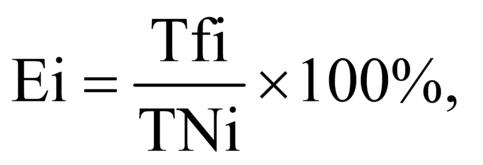 Ei = Tfi / TNi × 100%,